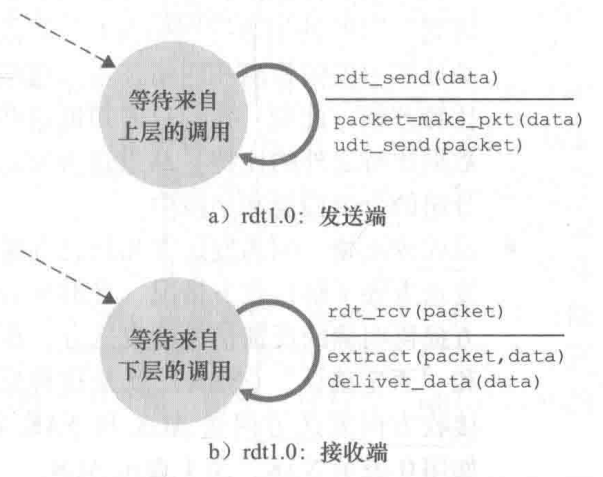 等待来自
上层的调用
rdt_send(data)
packet=make_pkt(data)
udt_send(packet)
a）rdt1.0：发送端
等待来自
下层的调用
rdt_rcv(packet)
extract(packet,data)
deliver_data(data)
b）rdt1.0：接收端